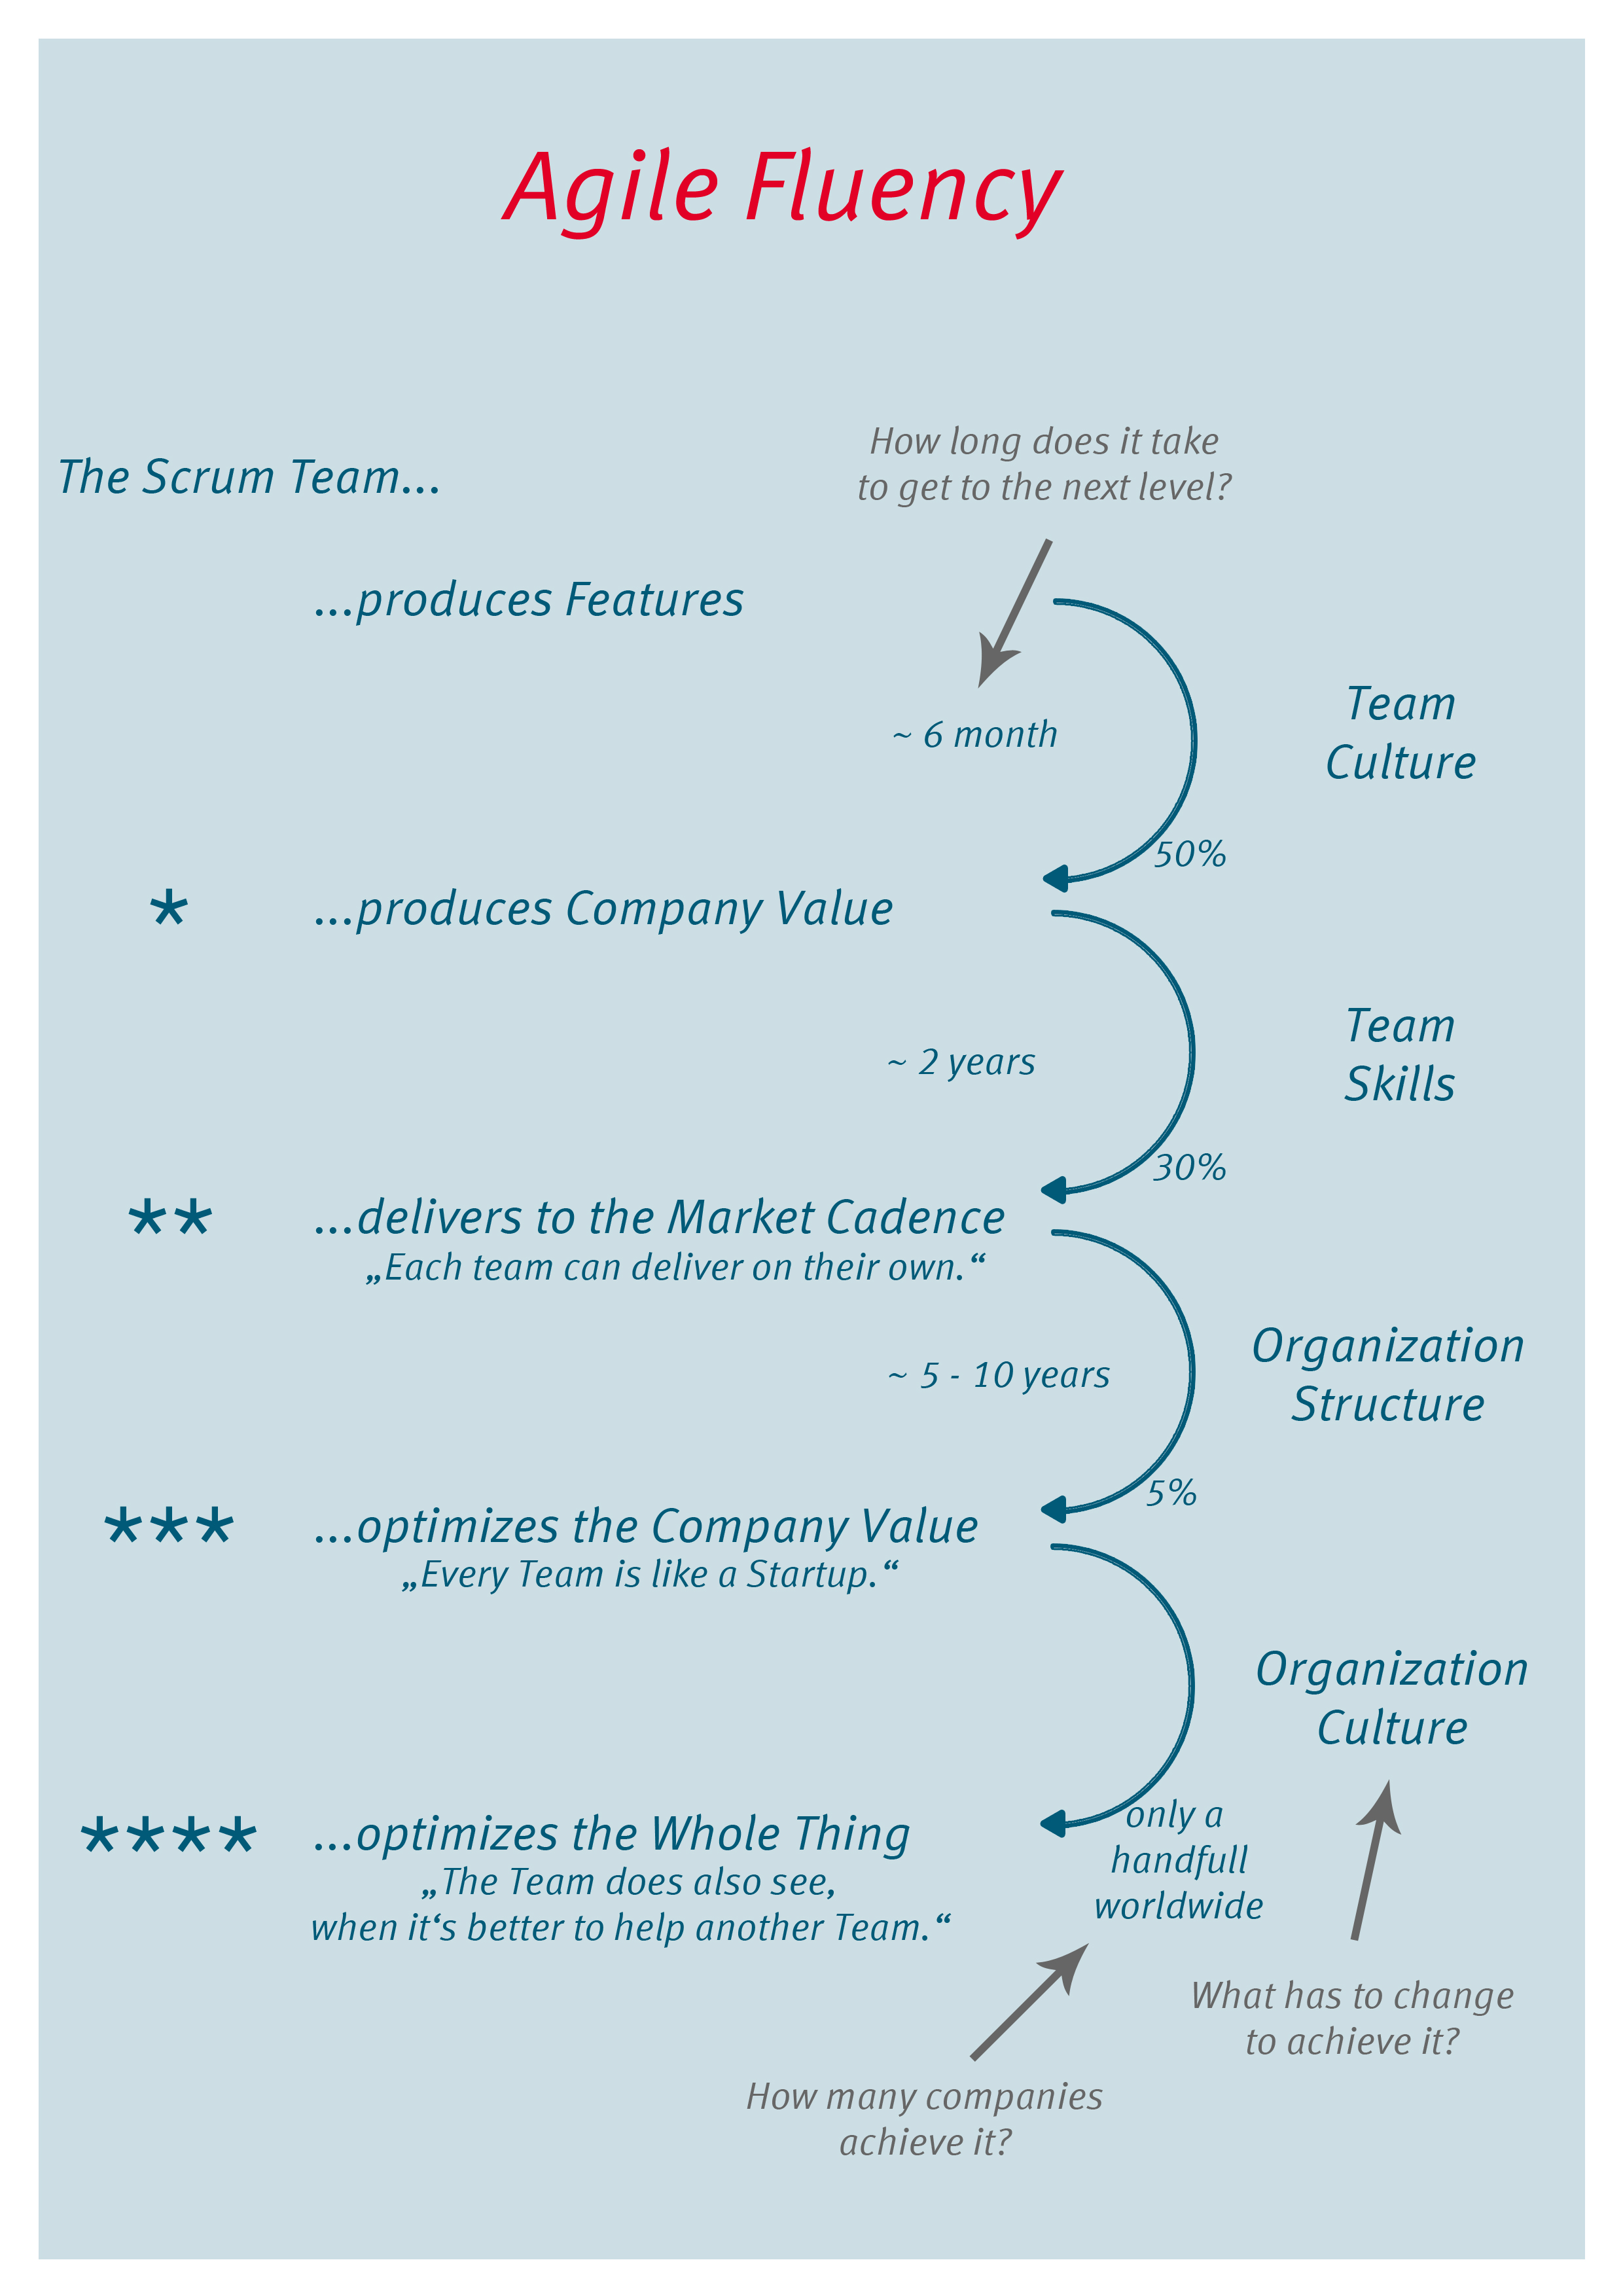 Agile Fluency
How long does it take
to get to the next level?
The Scrum Team...
...produces Features
Team
Culture
~ 6 month
50%
* ...produces Company Value
Team
Skills
~ 2 years
30%
** ...delivers to the Market Cadence
„Each team can deliver on their own.“
Organization
Structure
~ 5 - 10 years
5%
*** ...optimizes the Company Value
„Every Team is like a Startup.“
Organization
Culture
**** ...optimizes the Whole Thing
„The Team does also see,
when it‘s better to help another Team.“
only a
handfull
worldwide
What has to change
to achieve it?
How many companies
achieve it?